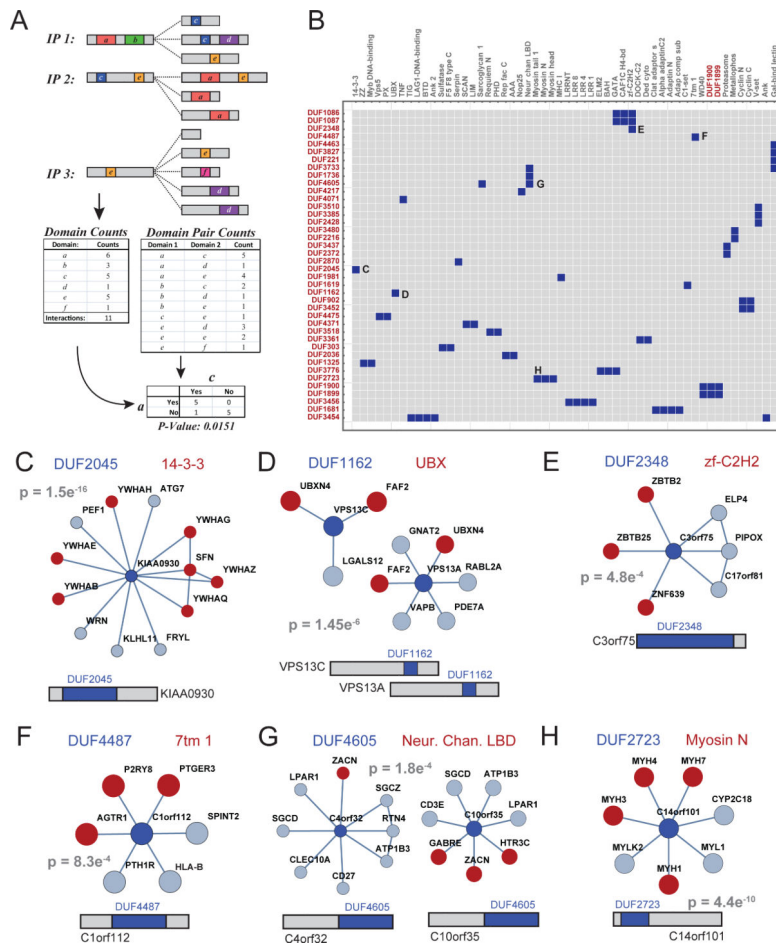 A
IP 1:
a
b
c
c
d
e
IP 2:
c
e
a
e
a
d
IP 3:
e
e
f
d
d
Domain Counts
Domain: Counts
a 6
b 3
c 5
d 1
e 5
f 1
Interactions: 11
Domain Pair Counts
Domain 1 Domain 2 Count
a c 5
a d 1
a e 4
b c 2
b d 1
b e 1
c e 1
e d 3
e e 2
e f 1
c
Yes No
a
Yes 5 0
No 1 5
P-Value: 0.0151
B
14-3-3
ZZ
Myb DNA-binding
Vps5
PX
UBX
TNF
TIG
LAG1-DNA-bind
BTD
Ank 2
Sulfatase
F5 F8 type C
Serpin
SCAN
LIM
Sarcoglycan 1
Requiem N
PHD
Rep fac C
AAA
Nop25
Neur chan LBD
Myosin tail 1
Myosin N
Myosin head
MHC I
LRRNT
LRR 8
LRR 4
LRR 1
ELM2
BAH
GATA
CAF1C H4-bd
zf-C2H2
DOCK-C2
Ded cyto
Clat adaptor s
Alpha adaptinC2
Adaptin N
Adap comp sub
C1-set
7tm 1
WD40
DUF1900
DUF1899
Proteasome
Metallophos
Cyclin N
Cyclin C
V-set
Ank
Gal-bind lectin
DUF1086
DUF1087
DUF2348
DUF4487
DUF4463
DUF3827
DUF221
DUF3733
DUF1736
DUF4605
DUF4217
DUF4071
DUF3510
DUF3385
DUF2428
DUF3480
DUF2216
DUF3437
DUF2372
DUF2870
DUF2045
DUF1981
DUF1619
DUF1162
DUF902
DUF3452
DUF4475
DUF4371
DUF3518
DUF3361
DUF303
DUF2036
DUF1325
DUF3776
DUF2723
DUF1900
DUF1899
DUF3456
DUF1681
DUF3454
E
F
G
C
D
H
C
DUF2045 14-3-3
p = 1.5e-16
YWHAH
ATG7
PEF1
YWHAG
YWHAE
KIAA0930
SFN
YWHAZ
YWHAB
YWHAQ
WRN
KLHL11
FRYL
DUF2045
KIAA0930
D
DUF1162 UBX
UBXN4
FAF2
VPS13C
GNAT2
UBXN4
LGALS12
FAF2
VPS13A
RABL2A
VAPB
PDE7A
p = 1.45e-6
DUF1162
VPS13C
DUF1162
VPS13A
E
DUF2348 zf-C2H2
ZBTB2
ELP4
ZBTB25
C3orf75
PIPOX
p = 4.8e-4
C17orf81
ZNF639
DUF2348
C3orf75
F
DUF4487 7tm 1
P2RY8
PTGER3
AGTR1
C1orf112
SPINT2
p = 8.3e-4
PTH1R
HLA-B
DUF4487
C1orf112
G
DUF4605 Neur. Chan. LBD
ZACN
p = 1.8e-4
LPAR1
SGCZ
SGCD
C4orf32
RTN4
ATP1B3
CLEC10A
CD27
SGCD
ATP1B3
CD3E
LPAR1
C10orf35
GABRE
HTR3C
ZACN
DUF4605
C4orf32
DUF4605
C10orf35
H
DUF2723 Myosin N
MYH4
MYH7
MYH3
C14orf101
CYP2C18
MYLK2
MYL1
MYH1
p = 4.4e-10
DUF2723
C14orf101